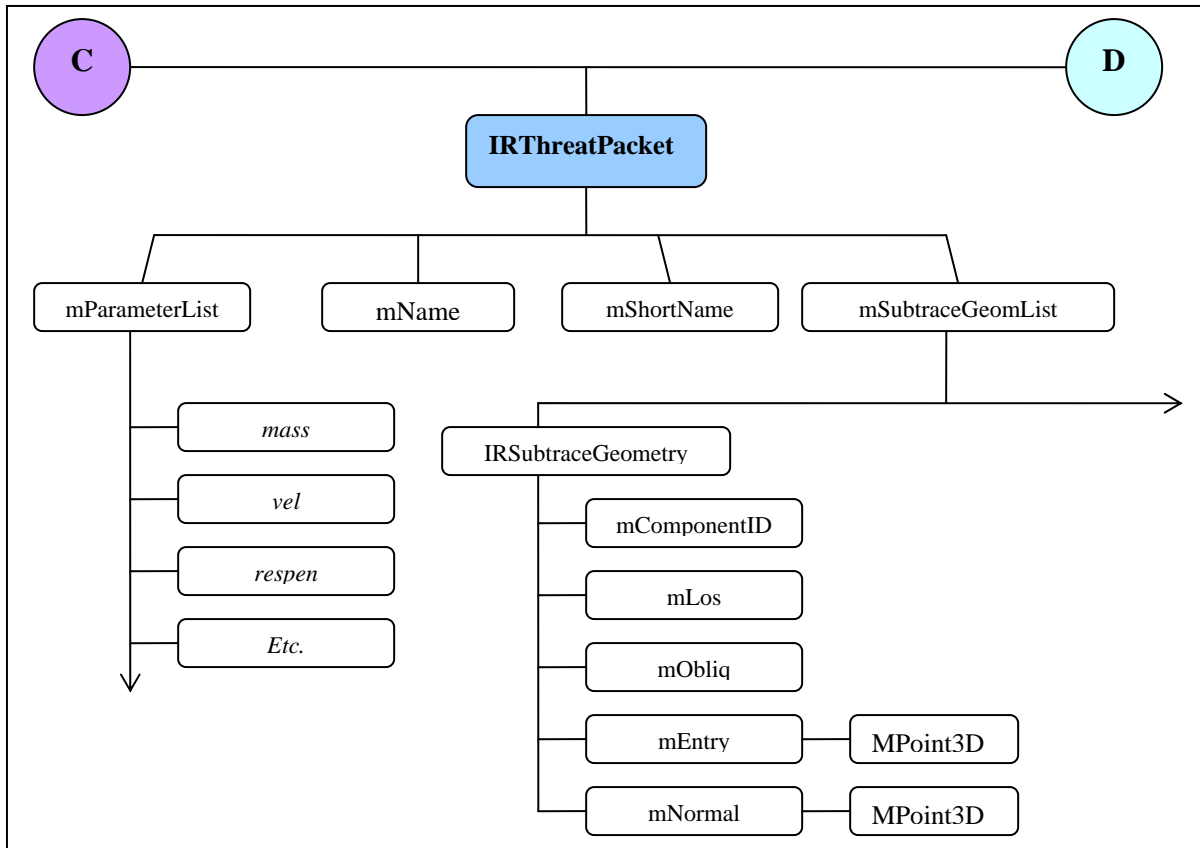 C
D
IRThreatPacket
mParameterList
mName
mShortName
mSubtraceGeomList
mass
vel
respen
Etc.
IRSubtraceGeometry
mComponentID
mLos
mObliq
mEntry
MPoint3D
mNormal
MPoint3D